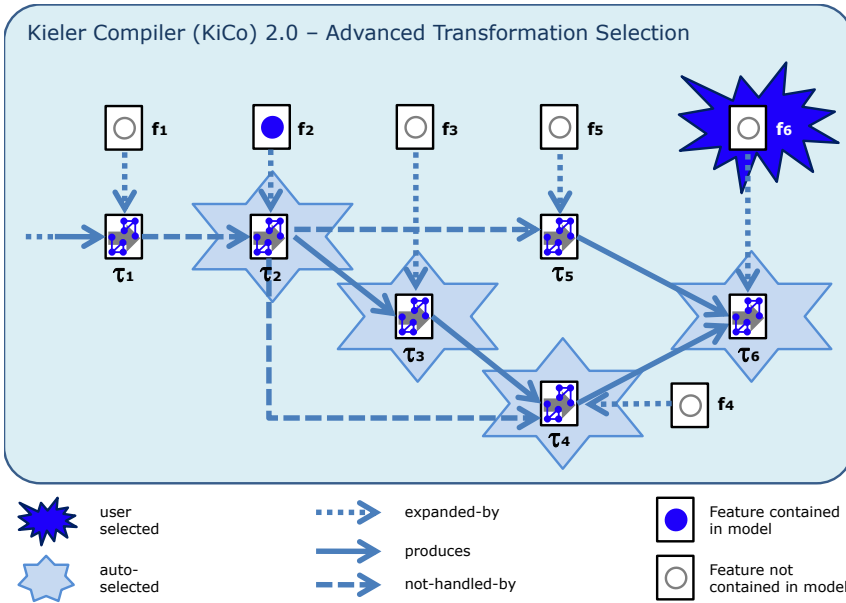 Kieler Compiler (KiCo) 2.0 – Advanced Transformation Selection
f1
f2
f3
f5
f6
τ1
τ2
τ5
τ3
τ6
f4
τ4
user
selected
expanded-by
Feature contained
in model
produces
auto-
selected
not-handled-by
Feature not
contained in model